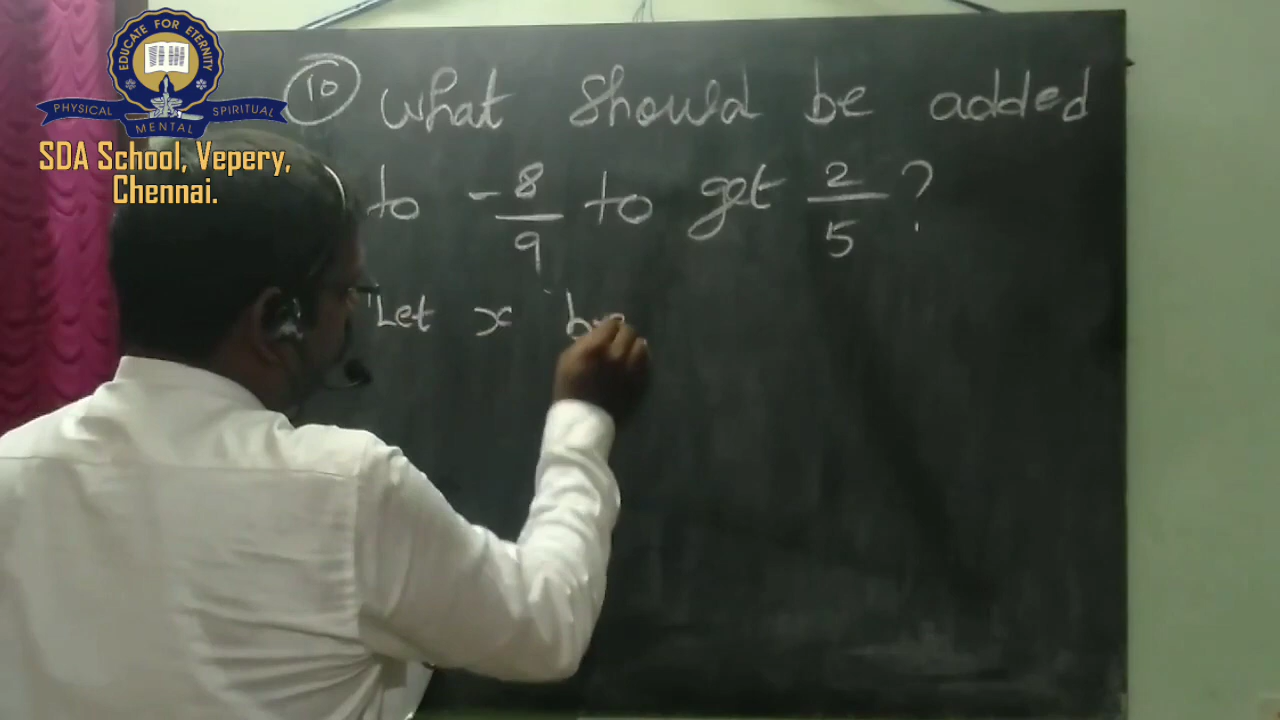 EDUCATE FOR ETERNITY
PHYSICAL MENTAL SPIRITUAL
SDA School, Vepery,
Chennai.
10 What should be added
to -8/9 to get 2/5?
Let x be